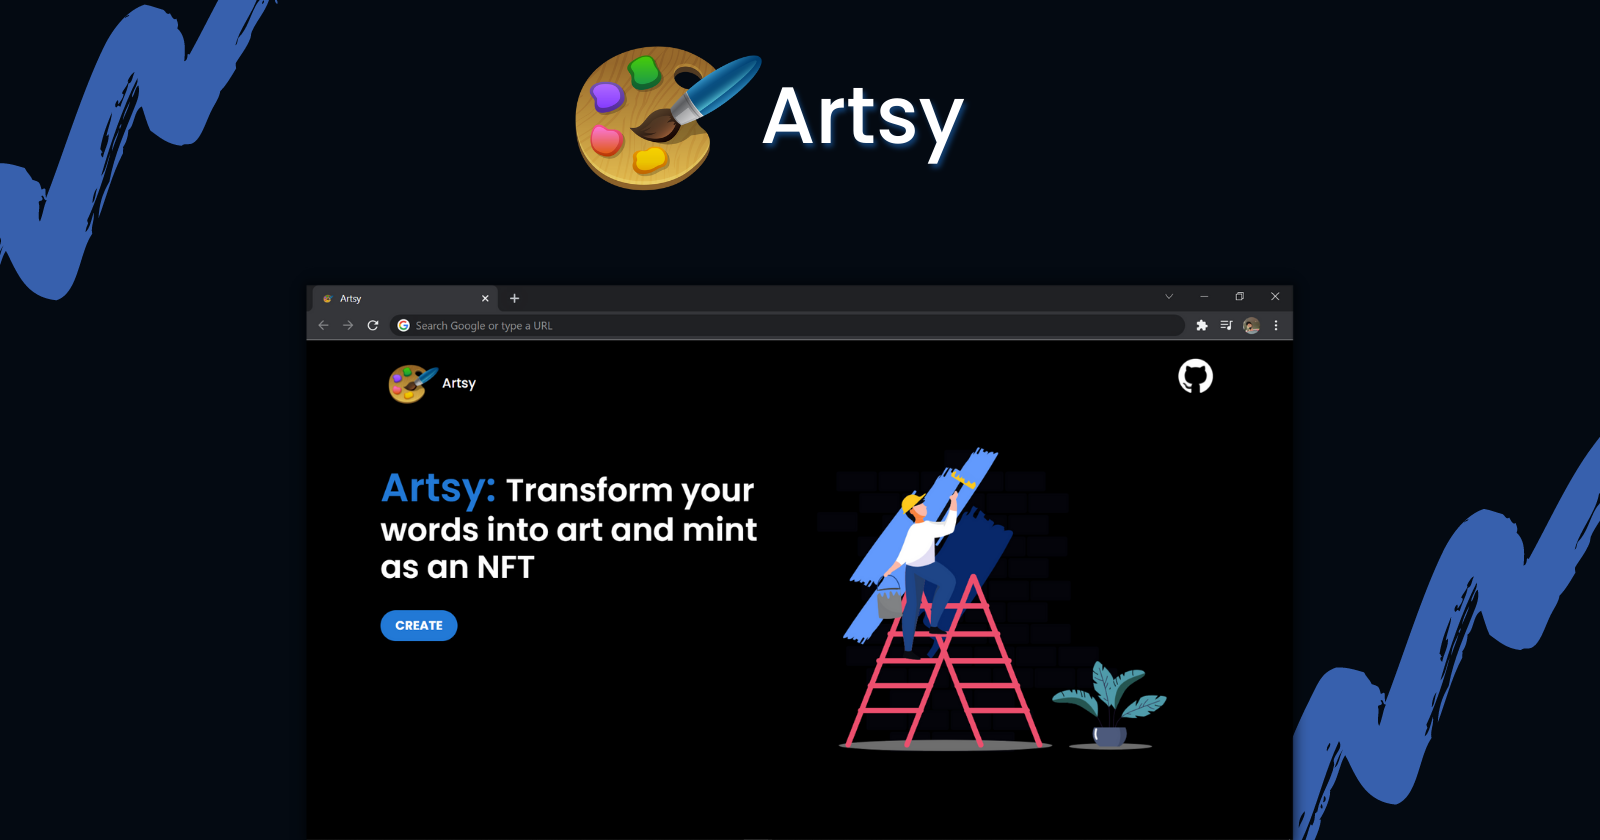 Artsy
Artsy
Search Google or type a URL
Artsy
Artsy: Transform your
words into art and mint
as an NFT
CREATE